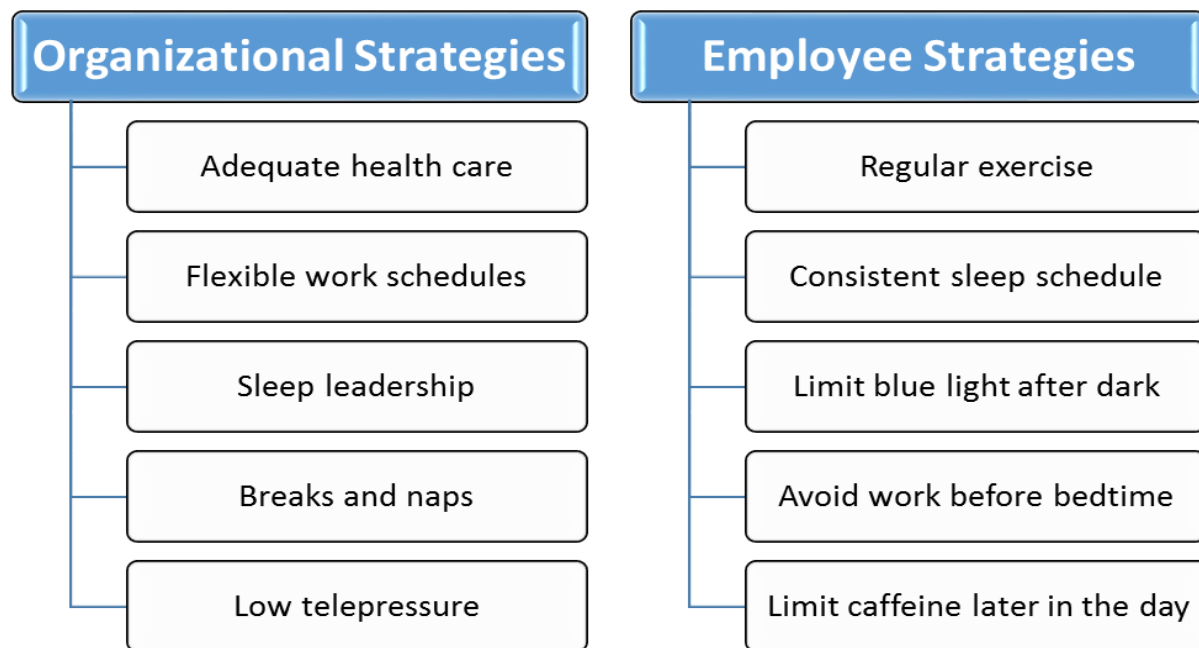 Organizational Strategies
Adequate health care
Flexible work schedules
Sleep leadership
Breaks and naps
Low telepressure
Employee Strategies
Regular exercise
Consistent sleep schedule
Limit blue light after dark
Avoid work before bedtime
Limit caffeine later in the day